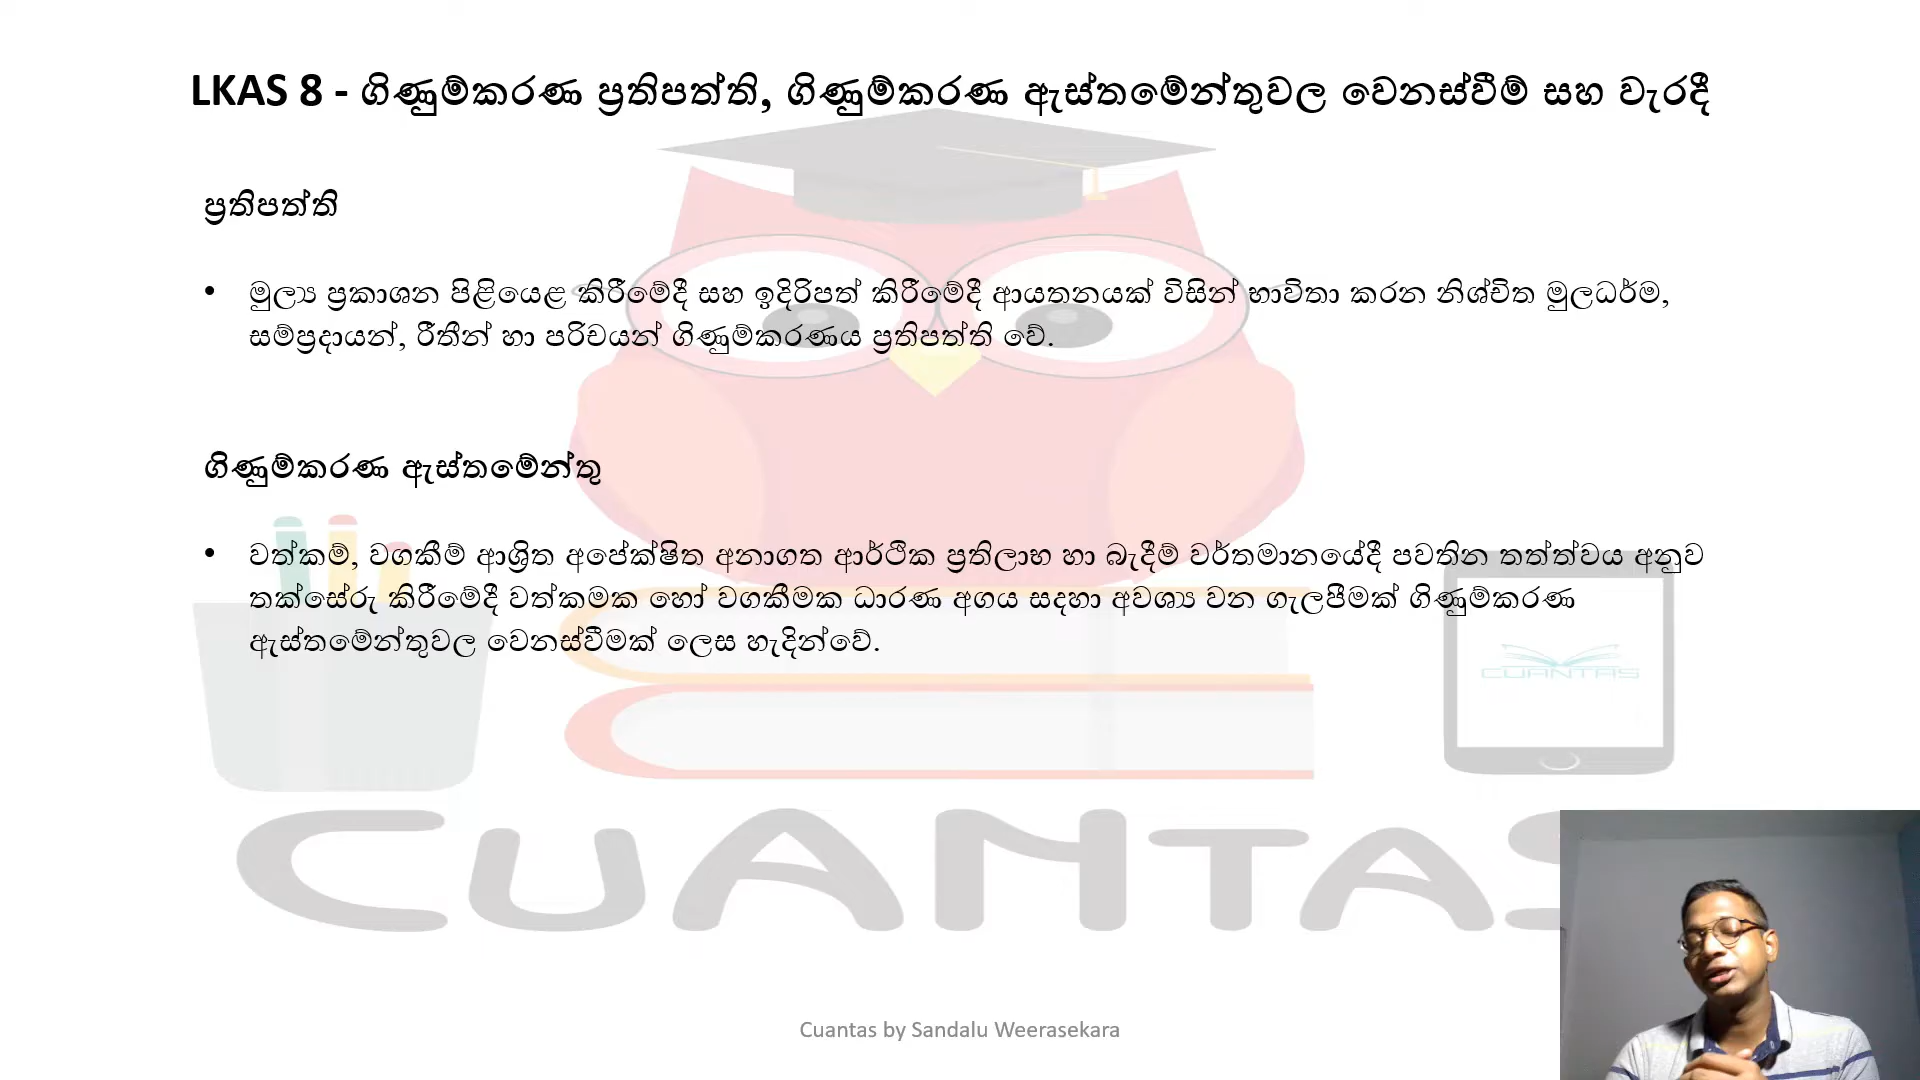 LKAS 8 - ගිණුම්කරණ ප්‍රතිපත්ති, ගිණුම්කරණ ඇස්තමේන්තුවල වෙනස්වීම් සහ වැරදී
ප්‍රතිපත්ති
• මුල්‍ය ප්‍රකාශන පිළියෙළ කිරීමේදී සහ ඉදිරිපත් කිරීමේදී ආයතනයක් විසින් භාවිතා කරන නිශ්චිත මුලධර්ම,
සම්ප්‍රදායන්, රීතීන් හා පරිචයන් ගිණුම්කරණය ප්‍රතිපත්ති වේ.
ගිණුම්කරණ ඇස්තමේන්තු
• වත්කම්, වගකීම් ආශ්‍රිත අපේක්ෂිත අනාගත ආර්ථික ප්‍රතිලාභ හා බැදීම් වර්තමානයේදී පවතින තත්ත්වය අනුව
තක්සේරු කිරීමේදී වත්කමක හෝ වගකීමක ධාරණ අගය සදහා අවශ්‍ය වන ගැලපීමක් ගිණුම්කරණ
ඇස්තමේන්තුවල වෙනස්වීමක් ලෙස හැදින්වේ.
CUANTAS
CUANTAS
Cuantas by Sandalu Weerasekara